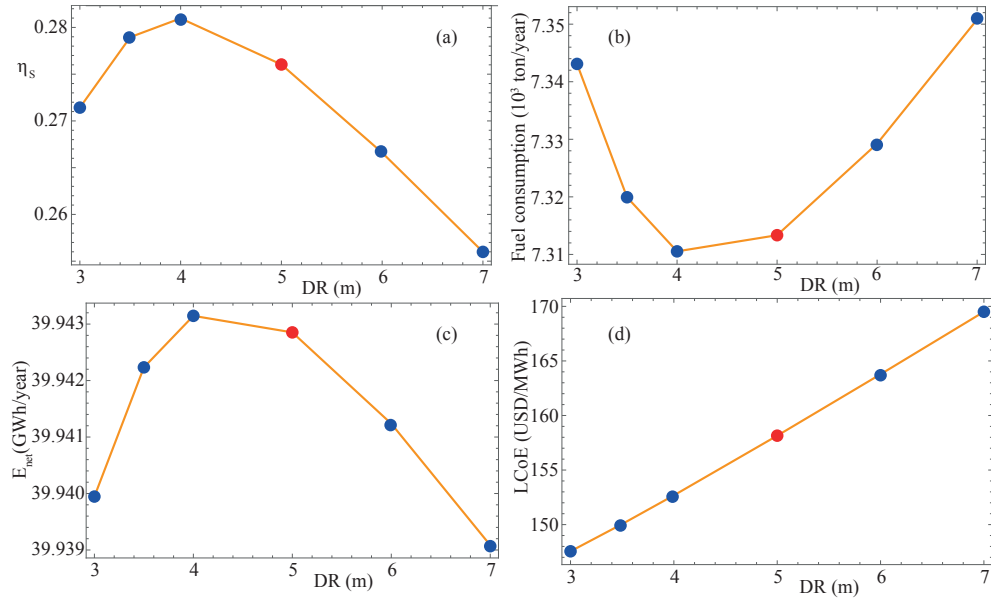 0.28
0.27
0.26
η_S
(a)
3 4 5 6 7
DR (m)
7.35
7.34
7.33
7.32
7.31
Fuel consumption (10³ ton/year)
(b)
3 4 5 6 7
DR (m)
39.943
39.942
39.941
39.940
39.939
E_net(GWh/year)
(c)
3 4 5 6 7
DR (m)
170
165
160
155
150
LCoE (USD/MWh)
(d)
3 4 5 6 7
DR (m)